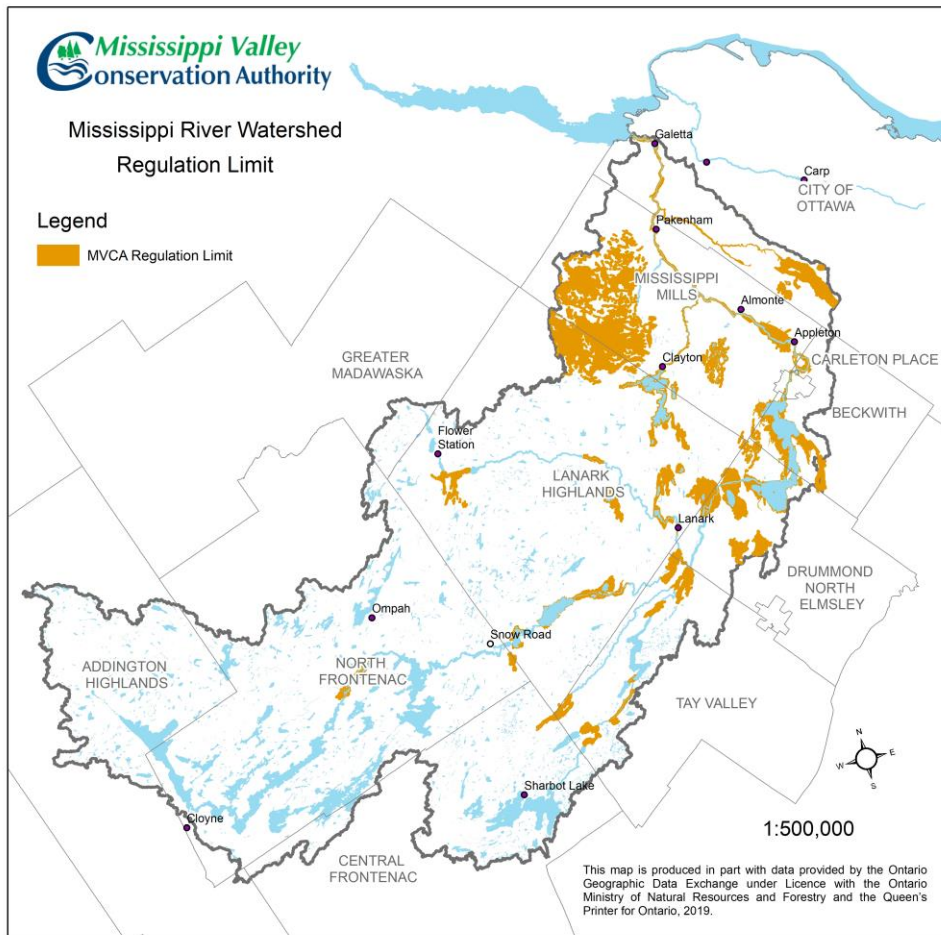 Mississippi Valley
Conservation Authority
Mississippi River Watershed
Regulation Limit
Legend
MVCA Regulation Limit
Galetta
Carp
CITY OF
OTTAWA
Pakenham
MISSISSIPPI
MILLS
Almonte
Appleton
GREATER
MADAWASKA
Clayton
CARLETON PLACE
BECKWITH
Flower
Station
LANARK
HIGHLANDS
Lanark
DRUMMOND
NORTH
ELMSLEY
Ompah
Snow Road
ADDINGTON
HIGHLANDS
NORTH
FRONTENAC
TAY VALLEY
N
W
E
S
Sharbot Lake
Cloyne
1:500,000
CENTRAL
FRONTENAC
This map is produced in part with data provided by the Ontario
Geographic Data Exchange under Licence with the Ontario
Ministry of Natural Resources and Forestry and the Queen's
Printer for Ontario, 2019.